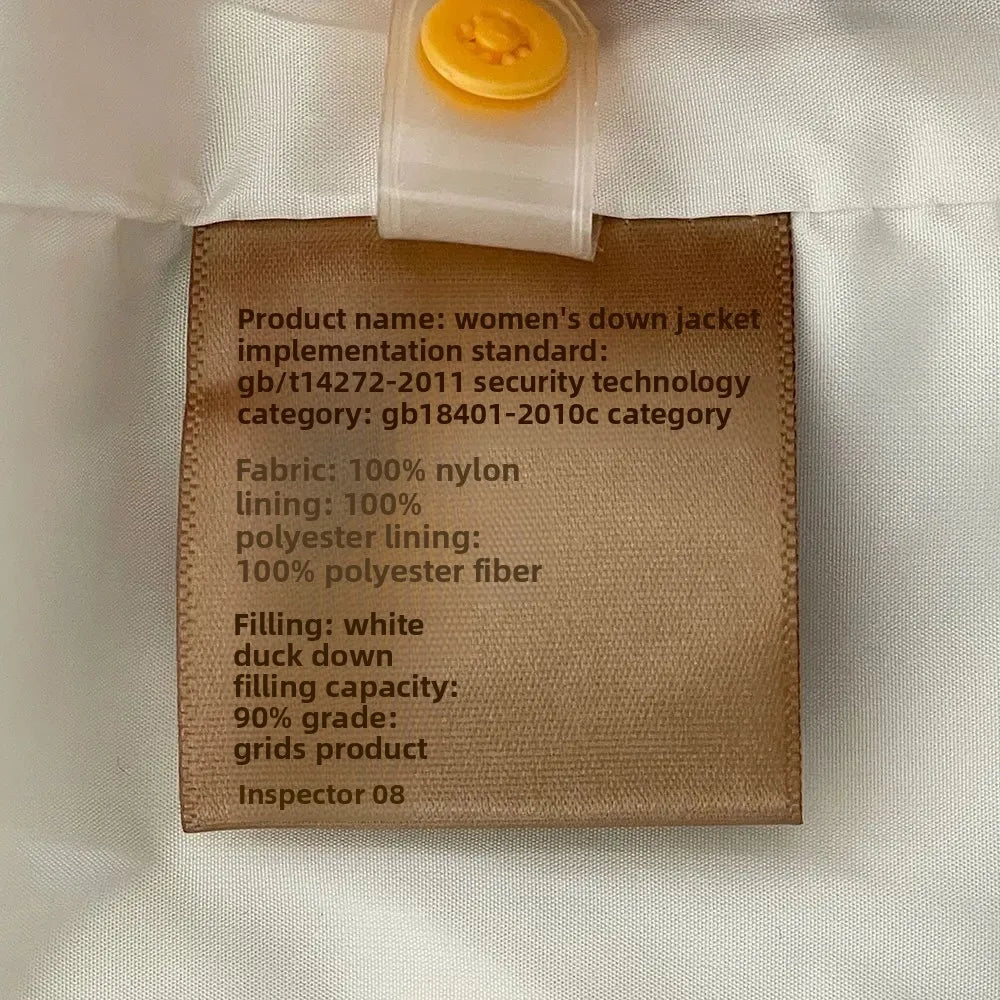 Product name: women's down jacket
implementation standard:
gb/t14272-2011 security technology
category: gb18401-2010c category
Fabric: 100% nylon
lining: 100%
polyester lining:
100% polyester fiber
Filling: white
duck down
filling capacity:
90% grade:
grids product
Inspector 08